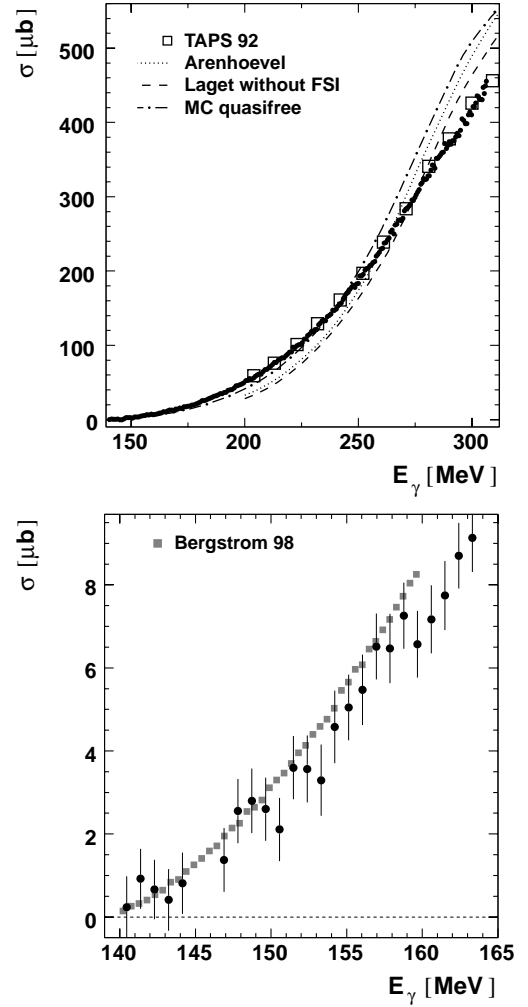 σ [μb]
500
400
300
200
100
0
TAPS 92
Arenhoevel
Laget without FSI
MC quasifree
150 200 250 300
E_γ [MeV]
σ [μb]
8
6
4
2
0
Bergstrom 98
140 145 150 155 160 165
E_γ [MeV]